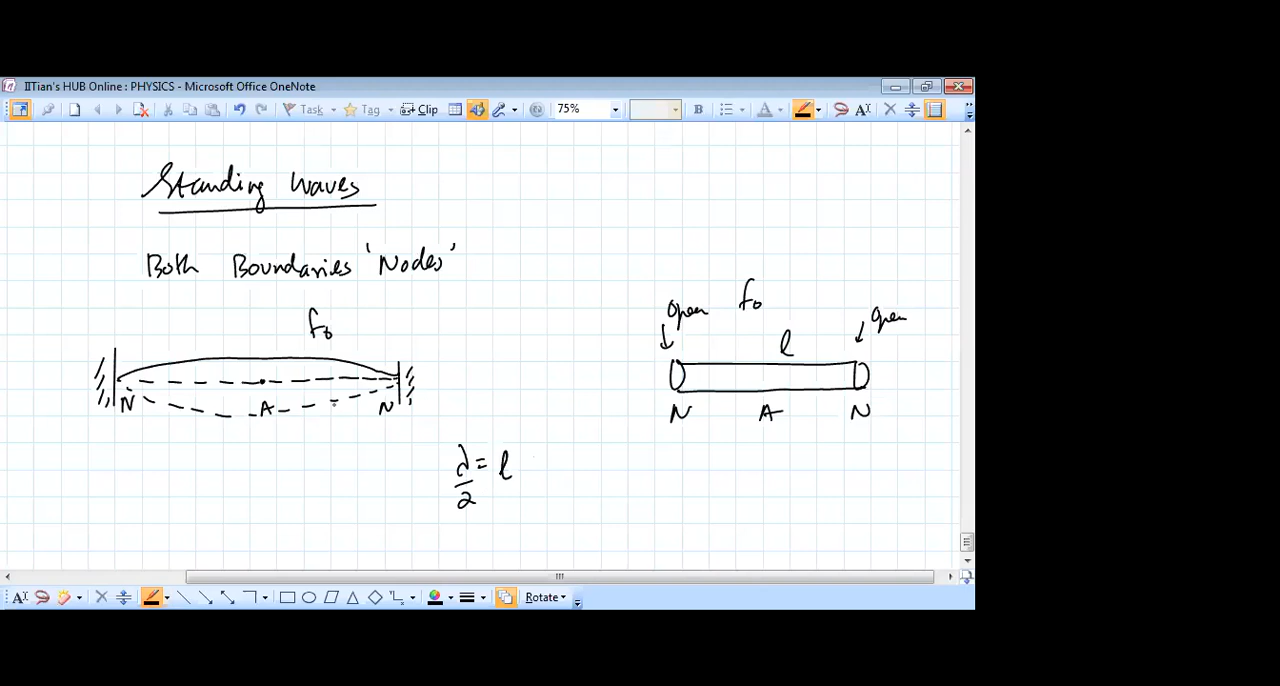 IITian's HUB Online : PHYSICS - Microsoft Office OneNote
Task Tag Clip 75% B A
Standing Waves
Both Boundaries 'Nodes'
f₀
N A N
open f₀ open
l
N A N
λ/2 = l
Rotate